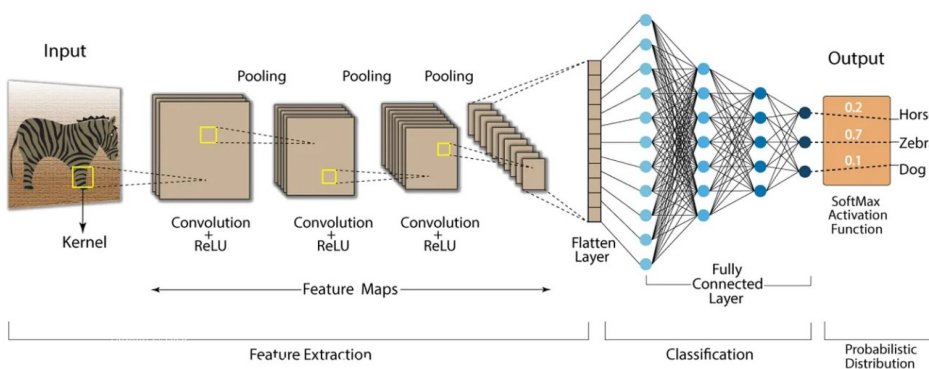 Input
Output
Pooling
Pooling
Pooling
0.2
Hors
0.7
Zebr
0.1
Dog
Kernel
Convolution
+
ReLU
Convolution
+
ReLU
Convolution
+
ReLU
Flatten
Layer
SoftMax
Activation
Function
Feature Maps
Fully
Connected
Layer
Feature Extraction
Classification
Probabilistic
Distribution